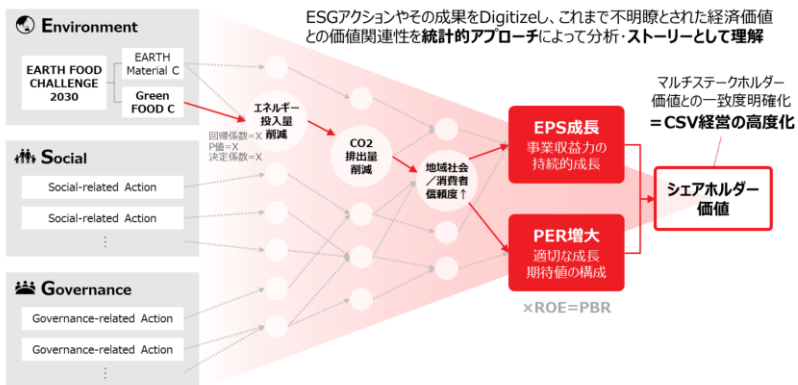 ESGアクションやその成果をDigitizeし、これまで不明瞭とされた経済価値
との価値関連性を統計的アプローチによって分析・ストーリーとして理解
Environment
EARTH FOOD
CHALLENGE
2030
EARTH
Material C
Green
FOOD C
エネルギー
投入量
削減
回帰係数=X
P値=X
決定係数=X
CO2
排出量
削減
地域社会
／消費者
信頼度↑
EPS成長
事業収益力の
持続的成長
PER増大
適切な成長
期待値の構成
×ROE=PBR
マルチステークホルダー
価値との一致度明確化
＝CSV経営の高度化
シェアホルダー
価値
Social
Social-related Action
Social-related Action
⋮
Governance
Governance-related Action
Governance-related Action
⋮